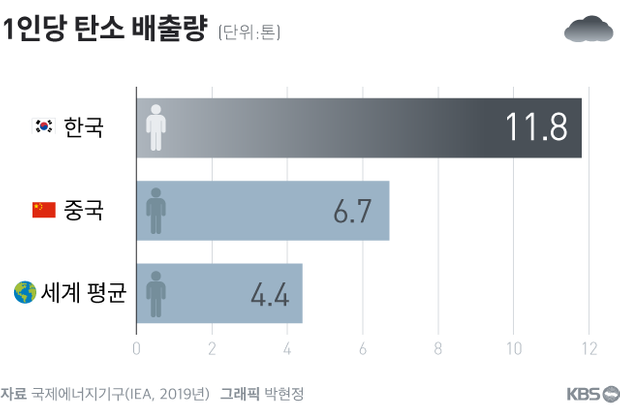 1인당 탄소 배출량 (단위:톤)
한국 11.8
중국 6.7
세계 평균 4.4
0 2 4 6 8 10 12
자료 국제에너지기구(IEA, 2019년) 그래픽 박현정 KBS